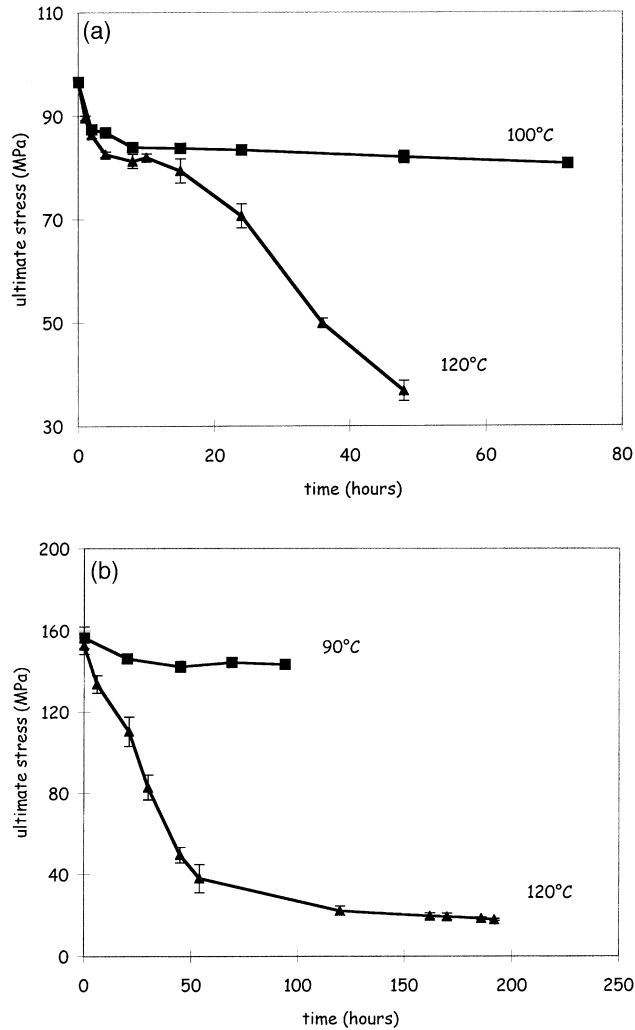 (a)
110
90
70
50
30
ultimate stress (MPa)
100°C
120°C
0 20 40 60 80
time (hours)
(b)
200
160
120
80
40
0
ultimate stress (MPa)
90°C
120°C
0 50 100 150 200 250
time (hours)